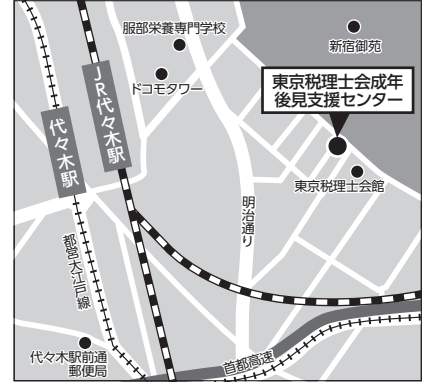 服部栄養専門学校
新宿御苑
ドコモタワー
東京税理士会成年
後見支援センター
JR代々木駅
代々木駅
東京税理士会館
明治通り
都営大江戸線
代々木駅前通
郵便局
首都高速